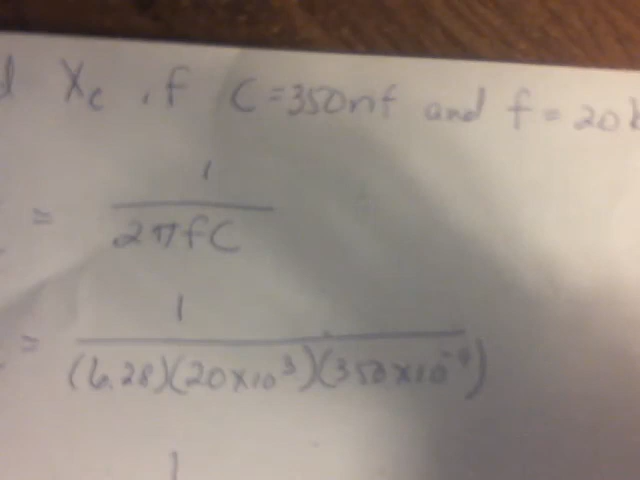 Xc if C=350nf and f = 20k
= 1
2πfC
= 1
(6.28)(20x10³)(350x10⁻⁹)
1